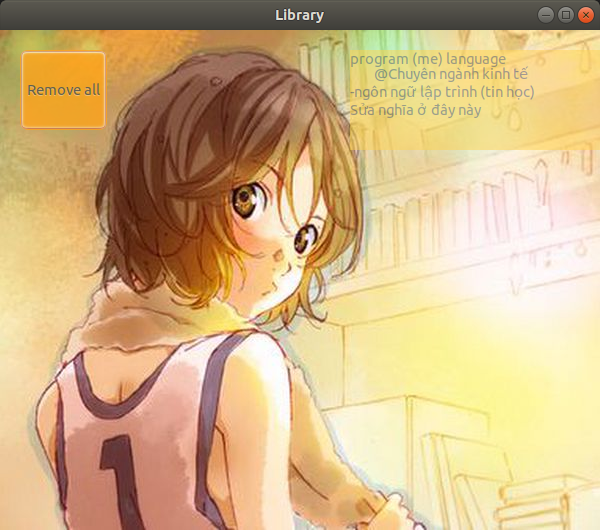 Library
Remove all
program (me) language
@Chuyên ngành kinh tế
-ngôn ngữ lập trình (tin học)
Sửa nghĩa ở đây này
1